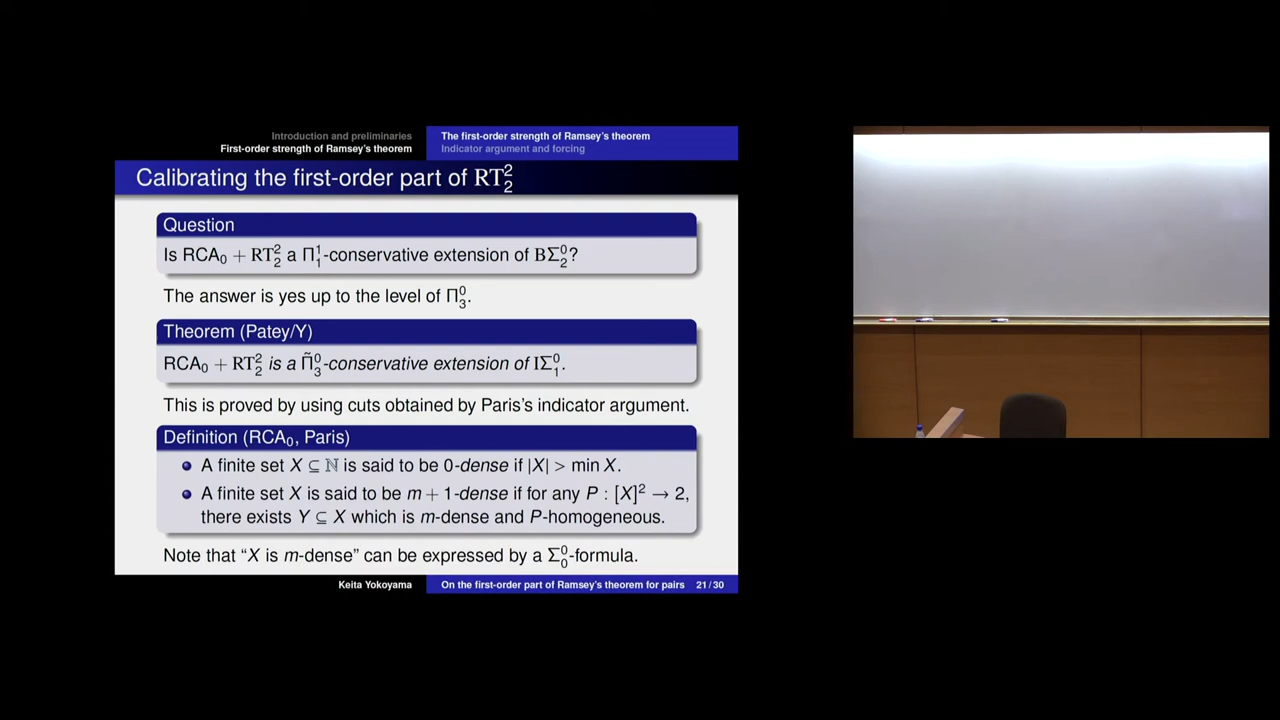 Introduction and preliminaries
First-order strength of Ramsey's theorem
The first-order strength of Ramsey's theorem
Indicator argument and forcing
Calibrating the first-order part of RT²₂
Question
Is RCA₀ + RT²₂ a Π¹₁-conservative extension of BΣ⁰₂?
The answer is yes up to the level of Π⁰₃.
Theorem (Patey/Y)
RCA₀ + RT²₂ is a Π̃⁰₃-conservative extension of IΣ⁰₁.
This is proved by using cuts obtained by Paris's indicator argument.
Definition (RCA₀, Paris)
A finite set X ⊆ ℕ is said to be 0-dense if |X| > min X.
A finite set X is said to be m + 1-dense if for any P : [X]² → 2,
there exists Y ⊆ X which is m-dense and P-homogeneous.
Note that “X is m-dense” can be expressed by a Σ⁰₀-formula.
Keita Yokoyama
On the first-order part of Ramsey's theorem for pairs 21 / 30